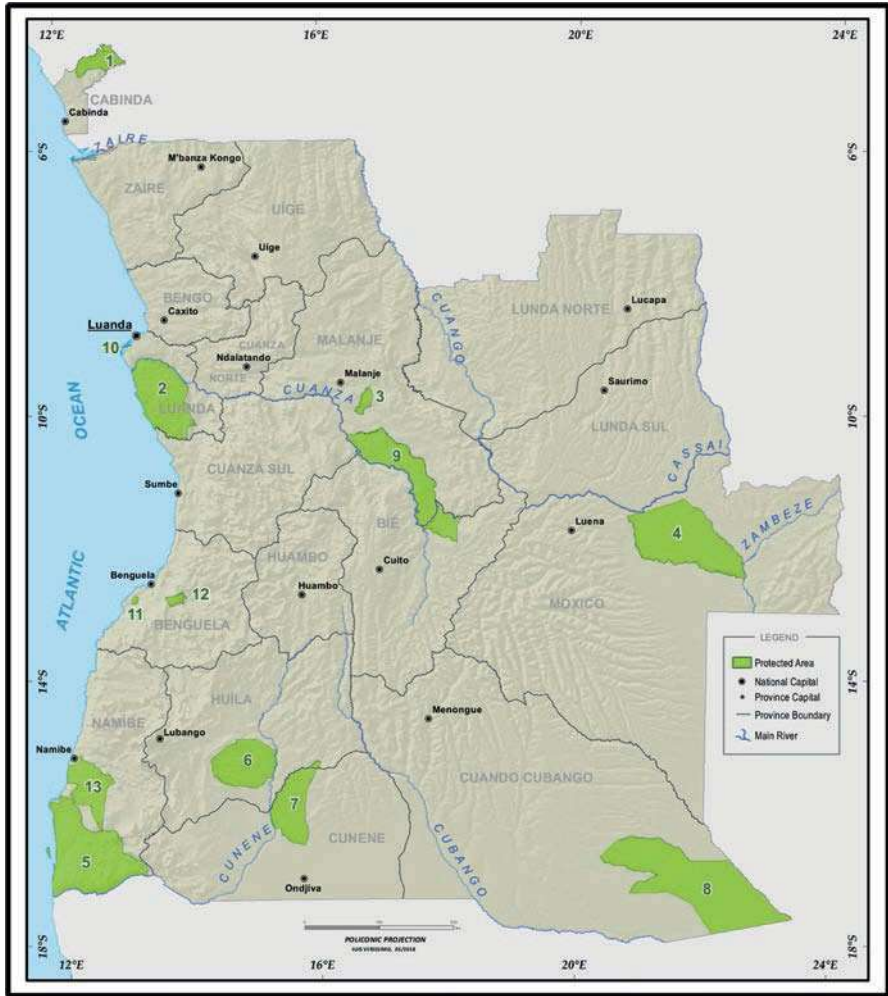 12°E 16°E 20°E 24°E
1
CABINDA
Cabinda
ZAIRE
6°S 6°S
M'banza Kongo
ZAIRE
UÍGE
Uíge
BENGO
Caxito
Luanda
10
CUANZA
NORTE
Ndalatando
MALANJE
Malanje
3
CUANGO
LUNDA NORTE
Lucapa
Saurimo
LUNDA SUL
CUANZA
2
LUANDA
10°S 10°S
OCEAN
ATLANTIC
9
CASSAI
CUANZA SUL
Sumbe
BIÉ
Luena
4
ZAMBEZE
HUAMBO
Cuito
Benguela
11
12
Huambo
BENGUELA
MOXICO
LEGEND
Protected Area
National Capital
Province Capital
Province Boundary
Main River
14°S 14°S
NAMIBE
HUÍLA
Menongue
Lubango
Namibe
6
CUANDO CUBANGO
13
7
CUNENE
CUNENE
CUBANGO
5
8
Ondjiva
POLICONIC PROJECTION
18°S 18°S
12°E 16°E 20°E 24°E